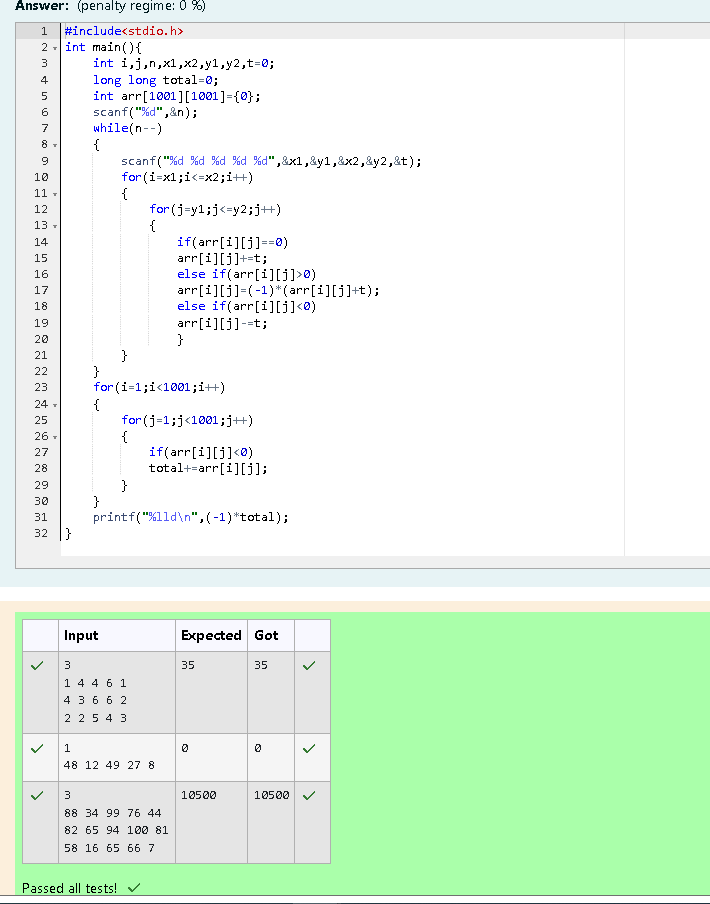 Answer: (penalty regime: 0 %)
1 #include<stdio.h>
2 int main(){
3 int i,j,n,x1,x2,y1,y2,t=0;
4 long long total=0;
5 int arr[1001][1001]={0};
6 scanf("%d",&n);
7 while(n--)
8 {
9 scanf("%d %d %d %d %d",&x1,&y1,&x2,&y2,&t);
10 for(i=x1;i<=x2;i++)
11 {
12 for(j=y1;j<=y2;j++)
13 {
14 if(arr[i][j]==0)
15 arr[i][j]+=t;
16 else if(arr[i][j]>0)
17 arr[i][j]=(-1)*(arr[i][j]+t);
18 else if(arr[i][j]<0)
19 arr[i][j]-=t;
20 }
21 }
22 }
23 for(i=1;i<1001;i++)
24 {
25 for(j=1;j<1001;j++)
26 {
27 if(arr[i][j]<0)
28 total+=arr[i][j];
29 }
30 }
31 printf("%lld\n",(-1)*total);
32 }
Input Expected Got
3 35 35
1 4 4 6 1
4 3 6 6 2
2 2 5 4 3
1 0 0
48 12 49 27 8
3 10500 10500
88 34 99 76 44
82 65 94 100 81
58 16 65 66 7
Passed all tests!